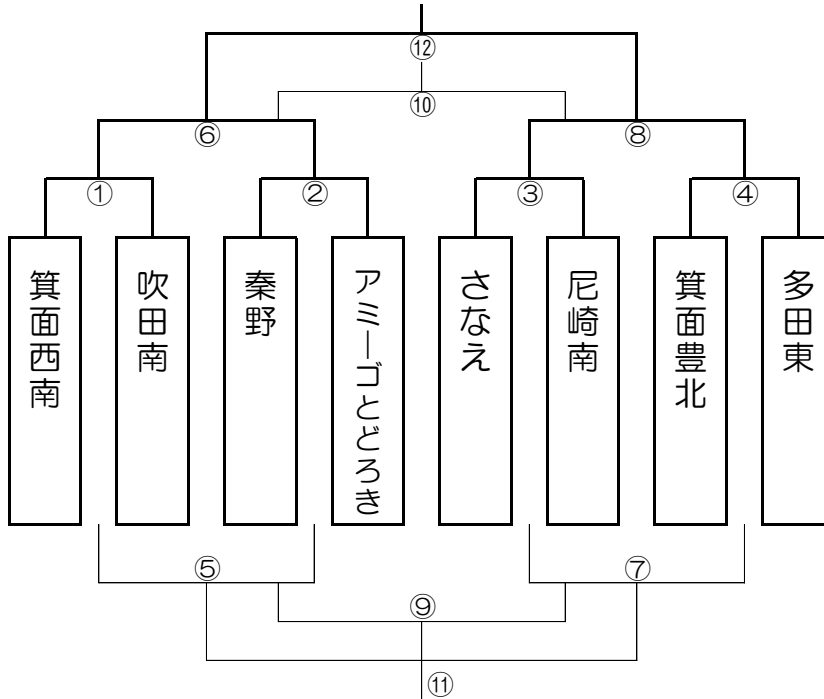 ⑫
⑩
⑥
⑧
①
②
③
④
箕面西南
吹田南
秦野
アミーゴとどろき
さなえ
尼崎南
箕面豊北
多田東
⑤
⑦
⑨
⑪